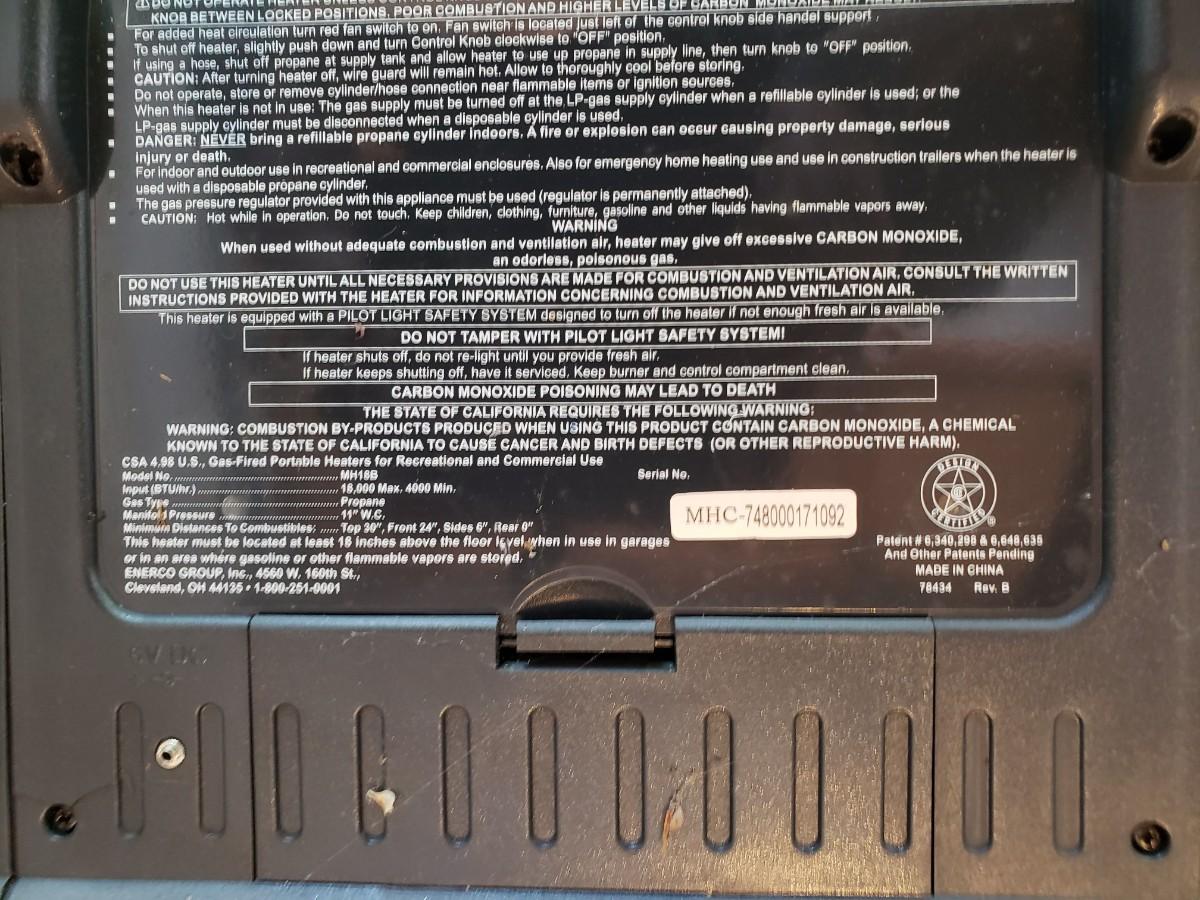 ⚠DO NOT OPERATE HEATER UNLESS
KNOB BETWEEN LOCKED POSITIONS. POOR COMBUSTION AND HIGHER LEVELS OF CARBON MONOXIDE MAY
For added heat circulation turn red fan switch to on. Fan switch is located just left of the control knob side handel support.
To shut off heater, slightly push down and turn Control Knob clockwise to "OFF" position.
If using a hose, shut off propane at supply tank and allow heater to use up propane in supply line, then turn knob to "OFF" position.
CAUTION: After turning heater off, wire guard will remain hot. Allow to thoroughly cool before storing.
Do not operate, store or remove cylinder/hose connection near flammable items or ignition sources.
When this heater is not in use: The gas supply must be turned off at the LP-gas supply cylinder when a refillable cylinder is used; or the
LP-gas supply cylinder must be disconnected when a disposable cylinder is used.
DANGER: NEVER bring a refillable propane cylinder indoors. A fire or explosion can occur causing property damage, serious
injury or death.
For indoor and outdoor use in recreational and commercial enclosures. Also for emergency home heating use and use in construction trailers when the heater is
used with a disposable propane cylinder.
The gas pressure regulator provided with this appliance must be used (regulator is permanently attached).
CAUTION: Hot while in operation. Do not touch. Keep children, clothing, furniture, gasoline and other liquids having flammable vapors away.
WARNING
When used without adequate combustion and ventilation air, heater may give off excessive CARBON MONOXIDE,
an odorless, poisonous gas.
DO NOT USE THIS HEATER UNTIL ALL NECESSARY PROVISIONS ARE MADE FOR COMBUSTION AND VENTILATION AIR. CONSULT THE WRITTEN
INSTRUCTIONS PROVIDED WITH THE HEATER FOR INFORMATION CONCERNING COMBUSTION AND VENTILATION AIR.
This heater is equipped with a PILOT LIGHT SAFETY SYSTEM designed to turn off the heater if not enough fresh air is available.
DO NOT TAMPER WITH PILOT LIGHT SAFETY SYSTEM!
If heater shuts off, do not re-light until you provide fresh air.
If heater keeps shutting off, have it serviced. Keep burner and control compartment clean.
CARBON MONOXIDE POISONING MAY LEAD TO DEATH
THE STATE OF CALIFORNIA REQUIRES THE FOLLOWING WARNING:
WARNING: COMBUSTION BY-PRODUCTS PRODUCED WHEN USING THIS PRODUCT CONTAIN CARBON MONOXIDE, A CHEMICAL
KNOWN TO THE STATE OF CALIFORNIA TO CAUSE CANCER AND BIRTH DEFECTS (OR OTHER REPRODUCTIVE HARM).
CSA 4.98 U.S., Gas-Fired Portable Heaters for Recreational and Commercial Use
Model No. MH18B
Serial No.
Input (BTU/hr.) 18,000 Max. 4000 Min.
Gas Type Propane
Manifold Pressure 11" W.C.
Minimum Distances To Combustibles: Top 30", Front 24", Sides 6", Rear 0"
This heater must be located at least 18 inches above the floor level when in use in garages
or in an area where gasoline or other flammable vapors are stored.
ENERCO GROUP, Inc., 4560 W. 160th St.,
Cleveland, OH 44135 • 1-800-251-0001
MHC-748000171092
DESIGN
CERTIFIED
®
Patent # 6,340,298 & 6,648,635
And Other Patents Pending
MADE IN CHINA
78434 Rev. B
6V DC